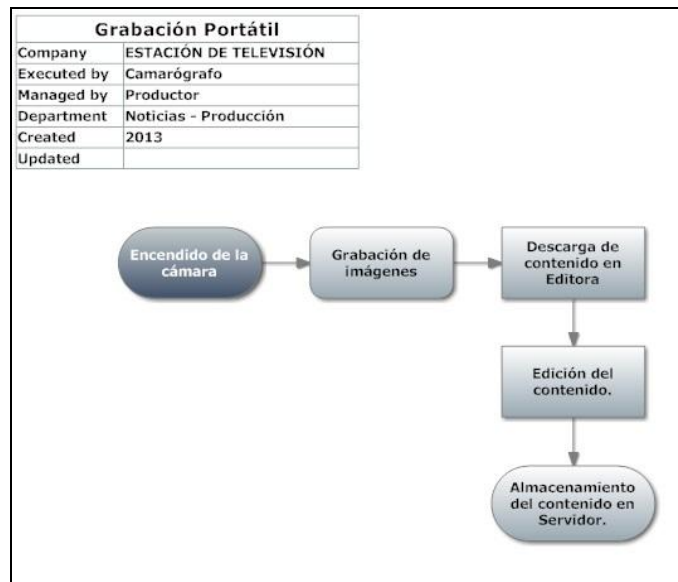 Grabación Portátil
Company ESTACIÓN DE TELEVISIÓN
Executed by Camarógrafo
Managed by Productor
Department Noticias - Producción
Created 2013
Updated
Encendido de la
cámara
Grabación de
imágenes
Descarga de
contenido en
Editora
Edición del
contenido.
Almacenamiento
del contenido en
Servidor.